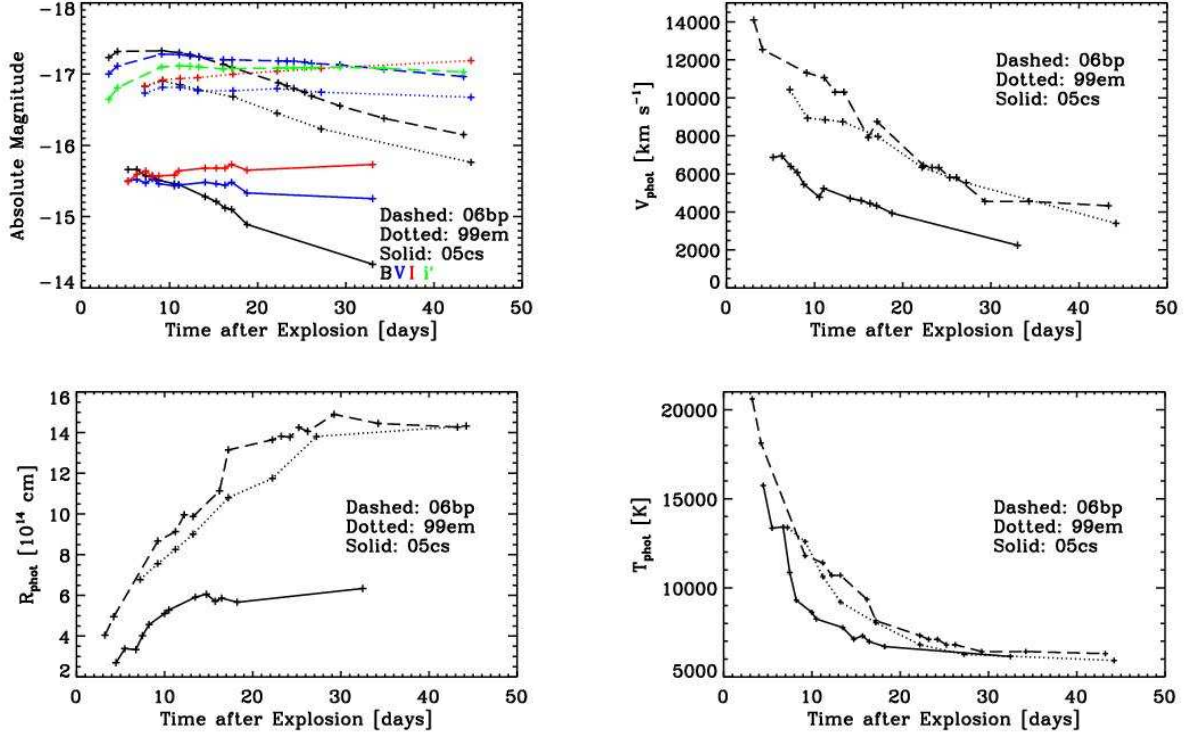 Absolute Magnitude
-18
-17
-16
-15
-14
Dashed: 06bp
Dotted: 99em
Solid: 05cs
B V I i'
0 10 20 30 40 50
Time after Explosion [days]
V_phot [km s⁻¹]
14000
12000
10000
8000
6000
4000
2000
0
Dashed: 06bp
Dotted: 99em
Solid: 05cs
0 10 20 30 40 50
Time after Explosion [days]
R_phot [10¹⁴ cm]
16
14
12
10
8
6
4
2
Dashed: 06bp
Dotted: 99em
Solid: 05cs
0 10 20 30 40 50
Time after Explosion [days]
T_phot [K]
20000
15000
10000
5000
Dashed: 06bp
Dotted: 99em
Solid: 05cs
0 10 20 30 40 50
Time after Explosion [days]